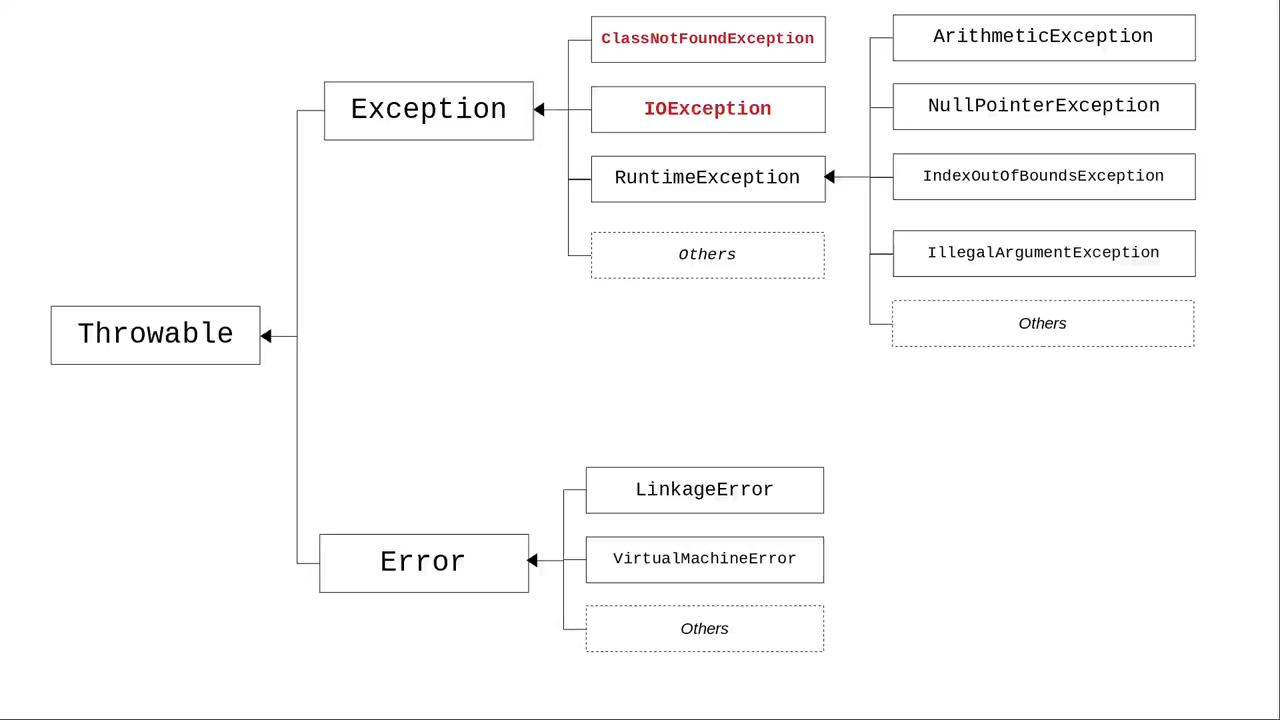 Throwable
Exception
ClassNotFoundException
IOException
RuntimeException
Others
ArithmeticException
NullPointerException
IndexOutOfBoundsException
IllegalArgumentException
Others
Error
LinkageError
VirtualMachineError
Others